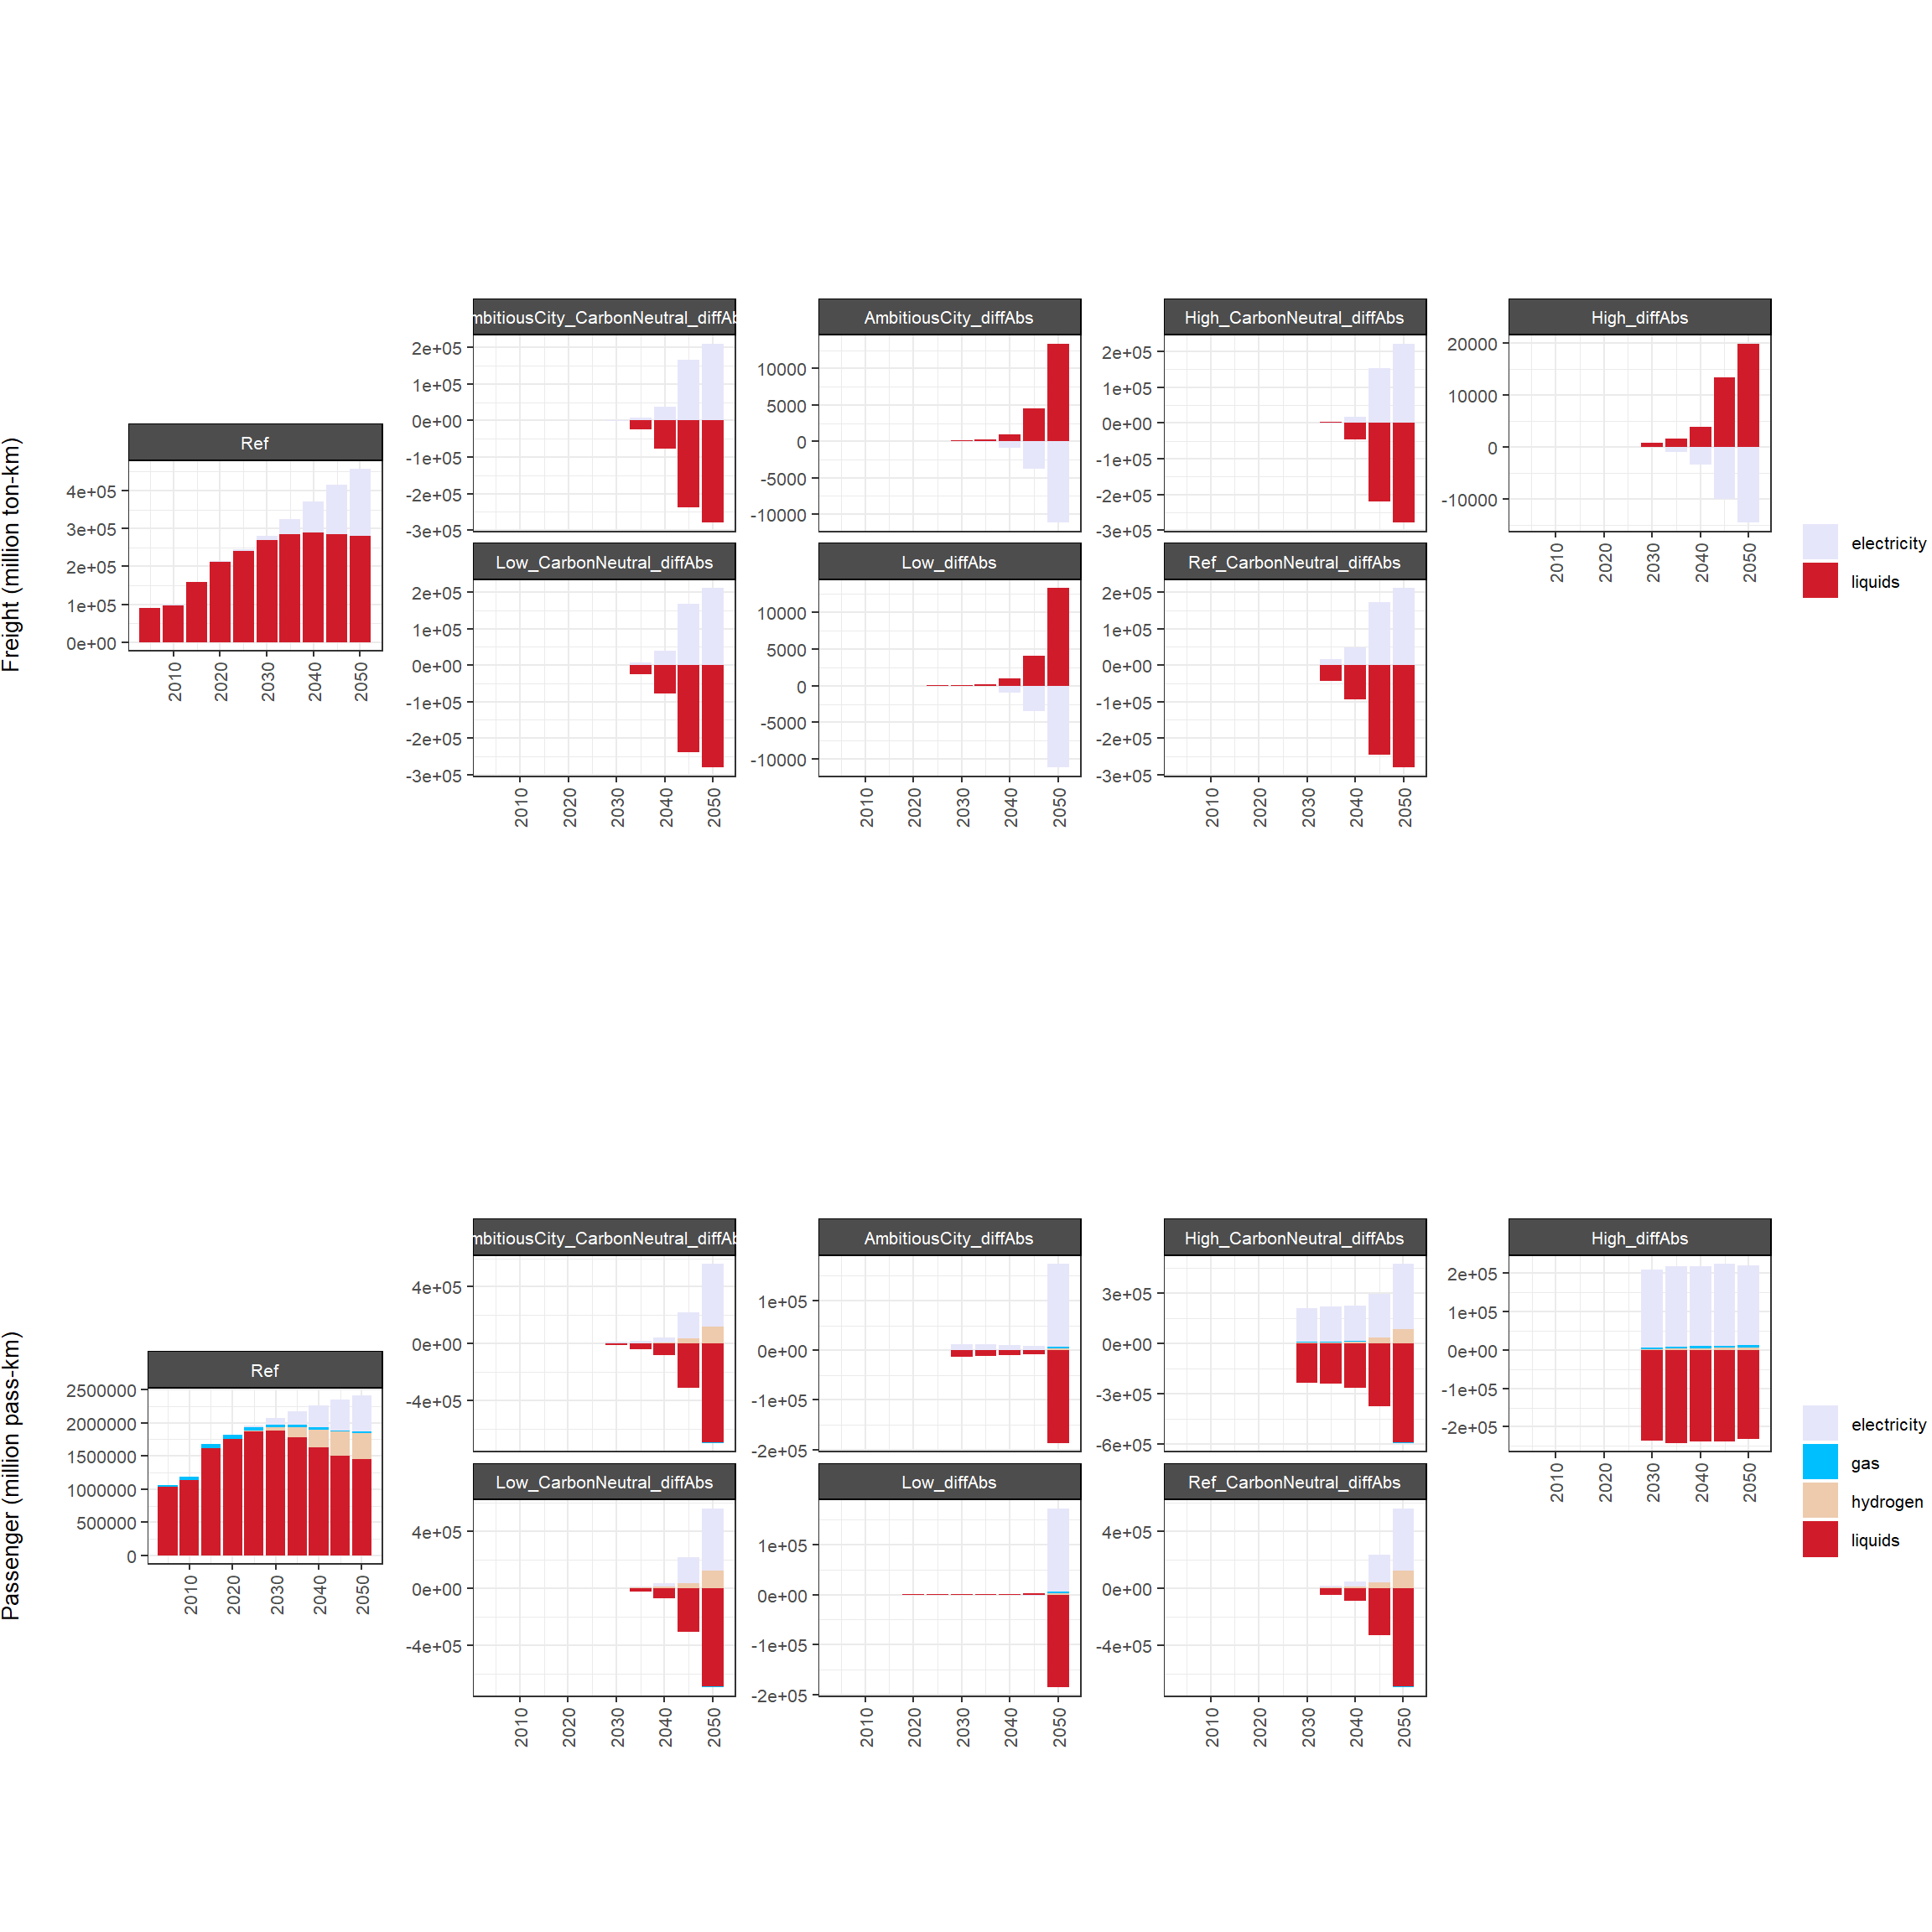 Freight (million ton-km)
Ref
4e+05
3e+05
2e+05
1e+05
0e+00
2010 2020 2030 2040 2050
mbitiousCity_CarbonNeutral_diffAb
2e+05
1e+05
0e+00
-1e+05
-2e+05
-3e+05
AmbitiousCity_diffAbs
10000
5000
0
-5000
-10000
High_CarbonNeutral_diffAbs
2e+05
1e+05
0e+00
-1e+05
-2e+05
-3e+05
High_diffAbs
20000
10000
0
-10000
2010 2020 2030 2040 2050
Low_CarbonNeutral_diffAbs
2e+05
1e+05
0e+00
-1e+05
-2e+05
-3e+05
2010 2020 2030 2040 2050
Low_diffAbs
10000
5000
0
-5000
-10000
2010 2020 2030 2040 2050
Ref_CarbonNeutral_diffAbs
2e+05
1e+05
0e+00
-1e+05
-2e+05
-3e+05
2010 2020 2030 2040 2050
electricity
liquids
Passenger (million pass-km)
Ref
2500000
2000000
1500000
1000000
500000
0
2010 2020 2030 2040 2050
mbitiousCity_CarbonNeutral_diffAb
4e+05
0e+00
-4e+05
AmbitiousCity_diffAbs
1e+05
0e+00
-1e+05
-2e+05
High_CarbonNeutral_diffAbs
3e+05
0e+00
-3e+05
-6e+05
High_diffAbs
2e+05
1e+05
0e+00
-1e+05
-2e+05
2010 2020 2030 2040 2050
Low_CarbonNeutral_diffAbs
4e+05
0e+00
-4e+05
2010 2020 2030 2040 2050
Low_diffAbs
1e+05
0e+00
-1e+05
-2e+05
2010 2020 2030 2040 2050
Ref_CarbonNeutral_diffAbs
4e+05
0e+00
-4e+05
2010 2020 2030 2040 2050
electricity
gas
hydrogen
liquids